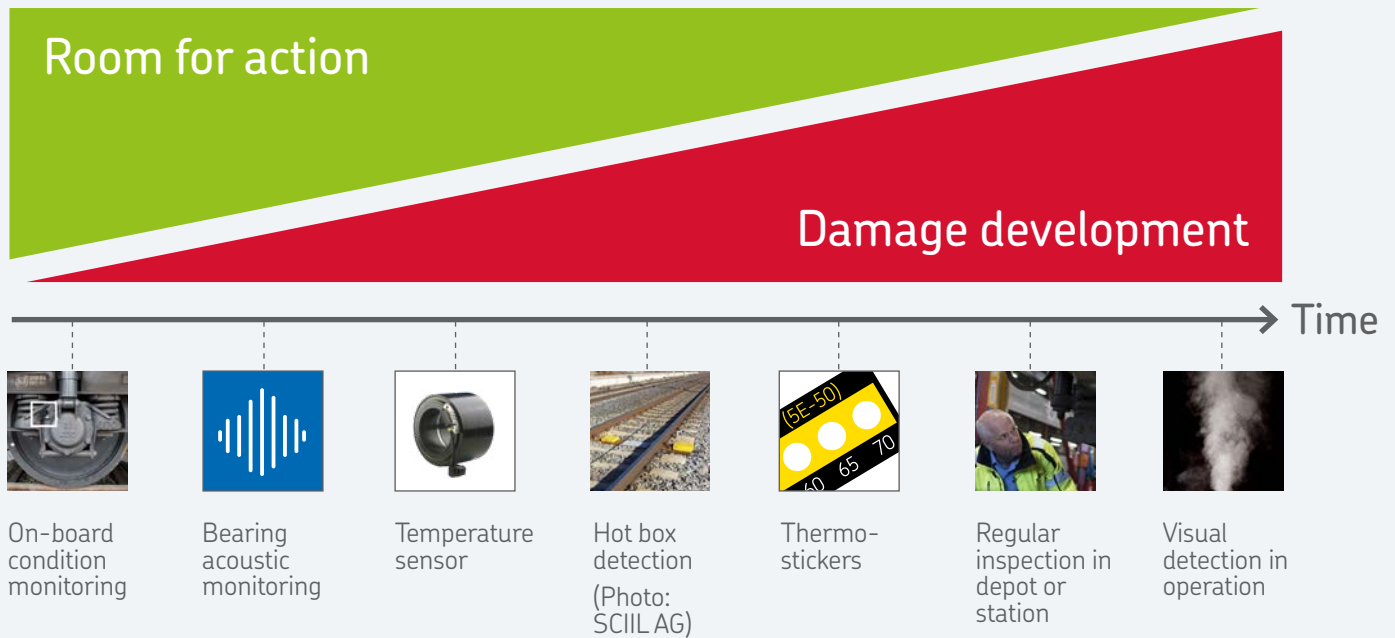 Room for action
Damage development
Time
On-board
condition
monitoring
Bearing
acoustic
monitoring
Temperature
sensor
Hot box
detection
(Photo:
SCIIL AG)
(5E-50)
60 65 70
Thermo-
stickers
Regular
inspection in
depot or
station
Visual
detection in
operation